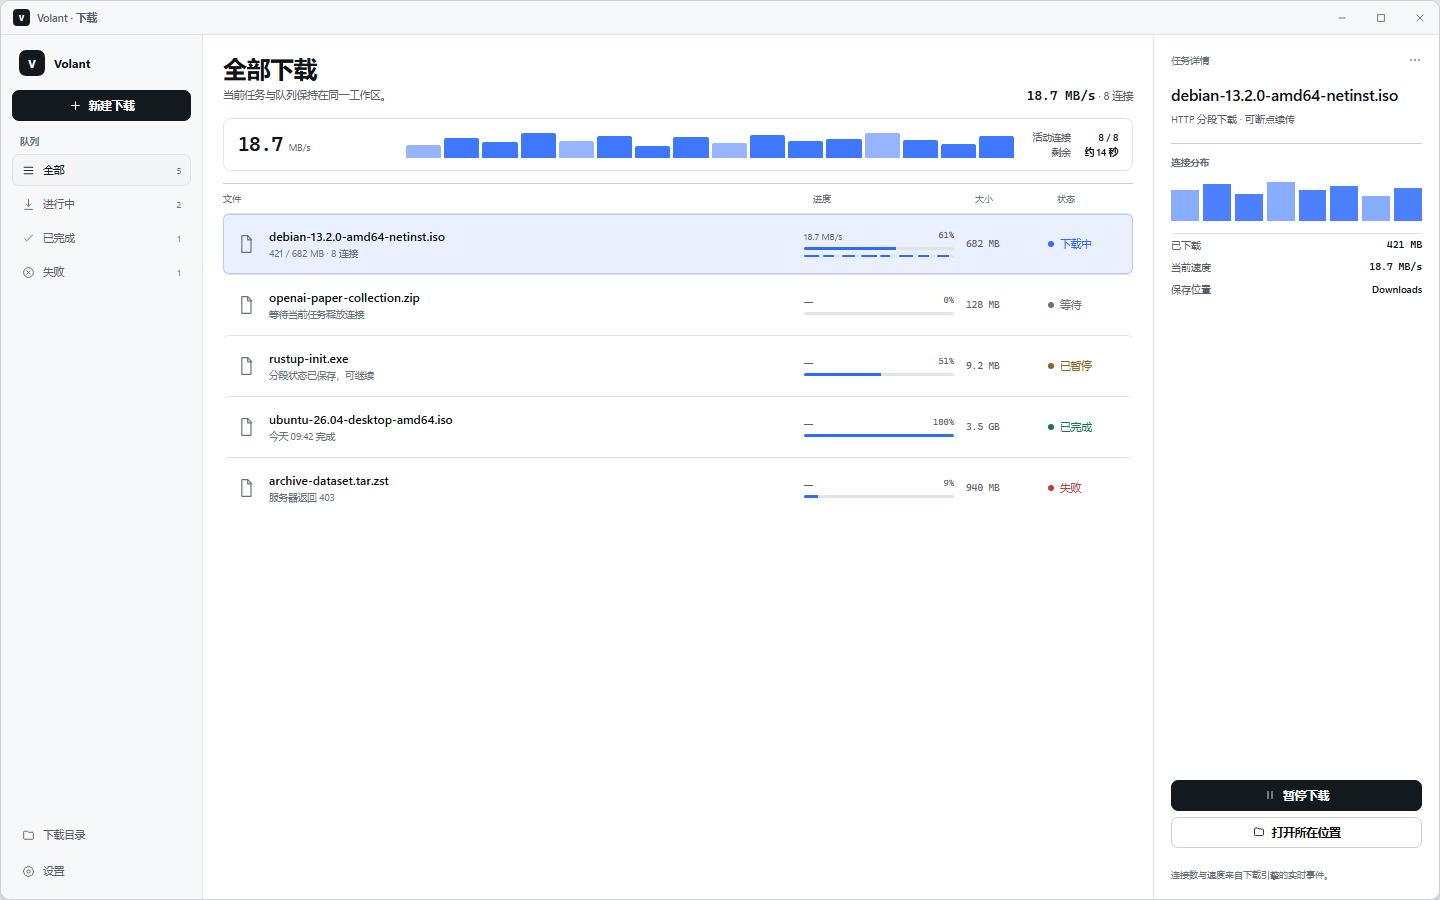 V Volant · 下载
V Volant
+ 新建下载
队列
全部 5
进行中 2
已完成 1
失败 1
下载目录
设置
全部下载
当前任务与队列保持在同一工作区。
18.7 MB/s · 8 连接
18.7 MB/s
活动连接 8 / 8
剩余 约 14 秒
文件 进度 大小 状态
debian-13.2.0-amd64-netinst.iso
421 / 682 MB · 8 连接
18.7 MB/s 61%
682 MB
下载中
openai-paper-collection.zip
等待当前任务释放连接
— 0%
128 MB
等待
rustup-init.exe
分段状态已保存，可继续
— 51%
9.2 MB
已暂停
ubuntu-26.04-desktop-amd64.iso
今天 09:42 完成
— 100%
3.5 GB
已完成
archive-dataset.tar.zst
服务器返回 403
— 9%
940 MB
失败
任务详情 ···
debian-13.2.0-amd64-netinst.iso
HTTP 分段下载 · 可断点续传
连接分布
已下载 421 MB
当前速度 18.7 MB/s
保存位置 Downloads
暂停下载
打开所在位置
连接数与速度来自下载引擎的实时事件。